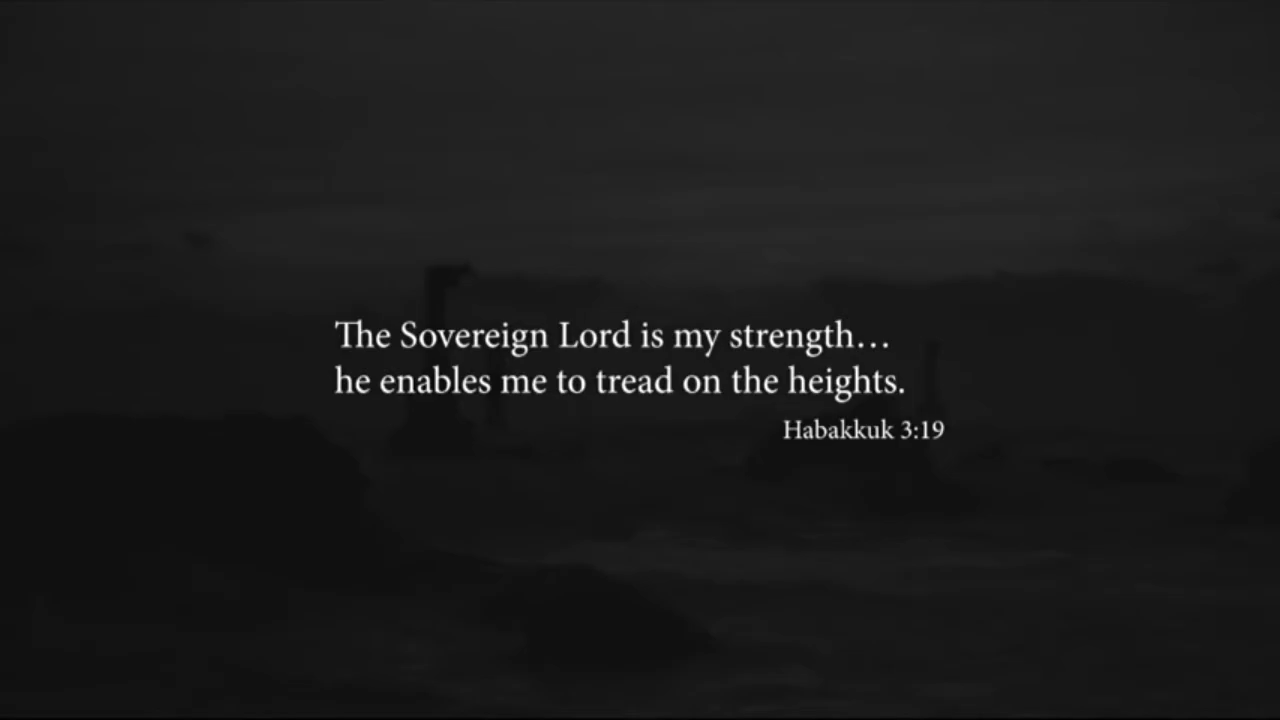 The Sovereign Lord is my strength…
he enables me to tread on the heights.
Habakkuk 3:19